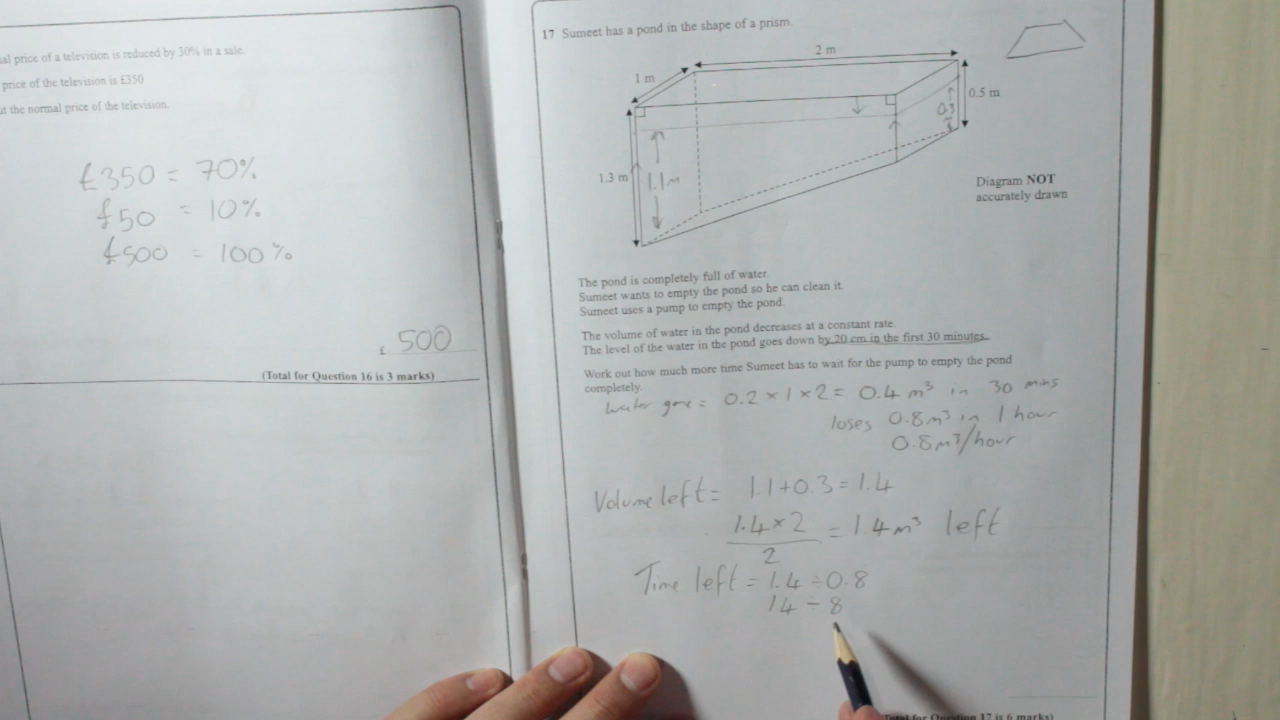 al price of a television is reduced by 30% in a sale.
price of the television is £350
ut the normal price of the television.
£350 = 70%
£50 = 10%
£500 = 100%
£ 500
(Total for Question 16 is 3 marks)
17 Sumeet has a pond in the shape of a prism.
2 m
1 m
0.5 m
0.3
1.3 m
1.1m
Diagram NOT
accurately drawn
The pond is completely full of water.
Sumeet wants to empty the pond so he can clean it.
Sumeet uses a pump to empty the pond.
The volume of water in the pond decreases at a constant rate.
The level of the water in the pond goes down by 20 cm in the first 30 minutes.
Work out how much more time Sumeet has to wait for the pump to empty the pond
completely.
Water gone = 0.2 × 1 × 2 = 0.4 m³ in 30 mins
loses 0.8m³ in 1 hour
0.8m³/hour
Volume left = 1.1+0.3 = 1.4
1.4 × 2
= 1.4m³ left
2
Time left = 1.4 ÷ 0.8
14 ÷ 8
Total for Question 17 is 6 marks)